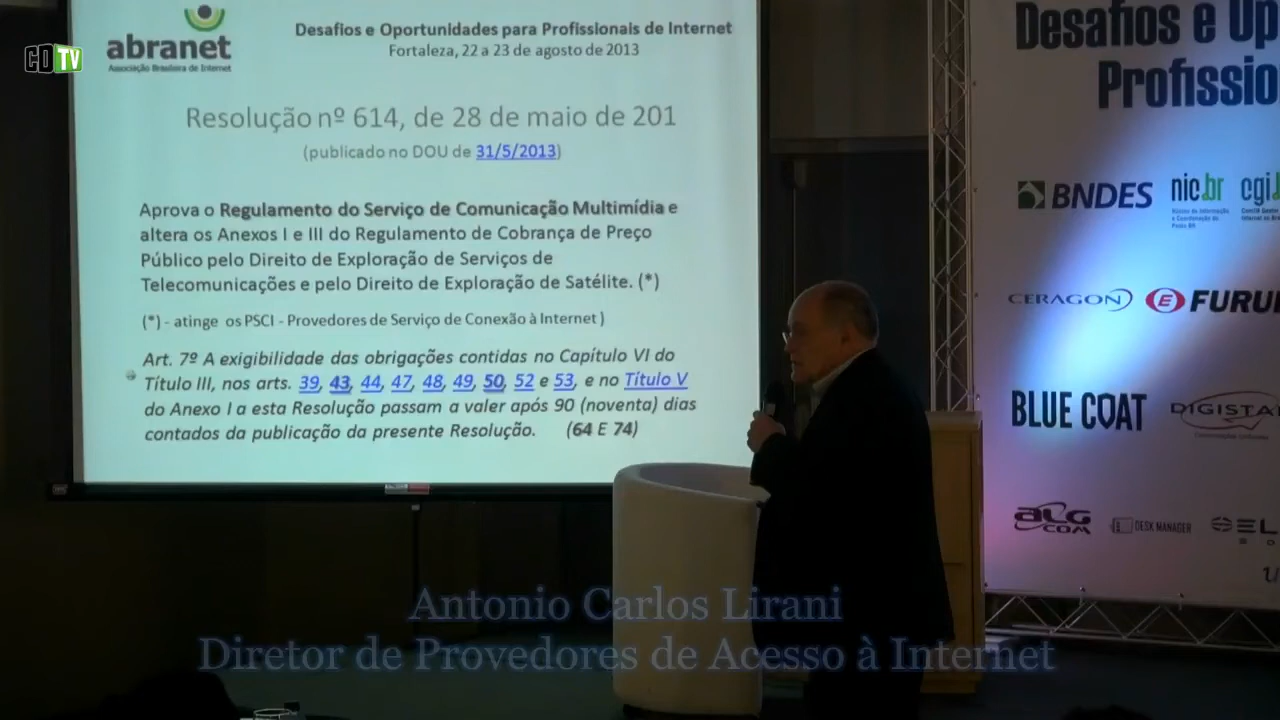 CDTV
abranet
Associação Brasileira de Internet
Desafios e Oportunidades para Profissionais de Internet
Fortaleza, 22 a 23 de agosto de 2013
Resolução nº 614, de 28 de maio de 201
(publicado no DOU de 31/5/2013)
Aprova o Regulamento do Serviço de Comunicação Multimídia e
altera os Anexos I e III do Regulamento de Cobrança de Preço
Público pelo Direito de Exploração de Serviços de
Telecomunicações e pelo Direito de Exploração de Satélite. (*)
(*) - atinge os PSCI - Provedores de Serviço de Conexão à Internet )
Art. 7º A exigibilidade das obrigações contidas no Capítulo VI do
Título III, nos arts. 39, 43, 44, 47, 48, 49, 50, 52 e 53, e no Título V
do Anexo I a esta Resolução passam a valer após 90 (noventa) dias
contados da publicação da presente Resolução. (64 E 74)
Desafios e Op
Profissio
BNDES
nic.br
cgi.
CERAGON
FURU
BLUE COAT
DIGISTA
ALG
COM
DESK MANAGER
Antonio Carlos Lirani
Diretor de Provedores de Acesso à Internet